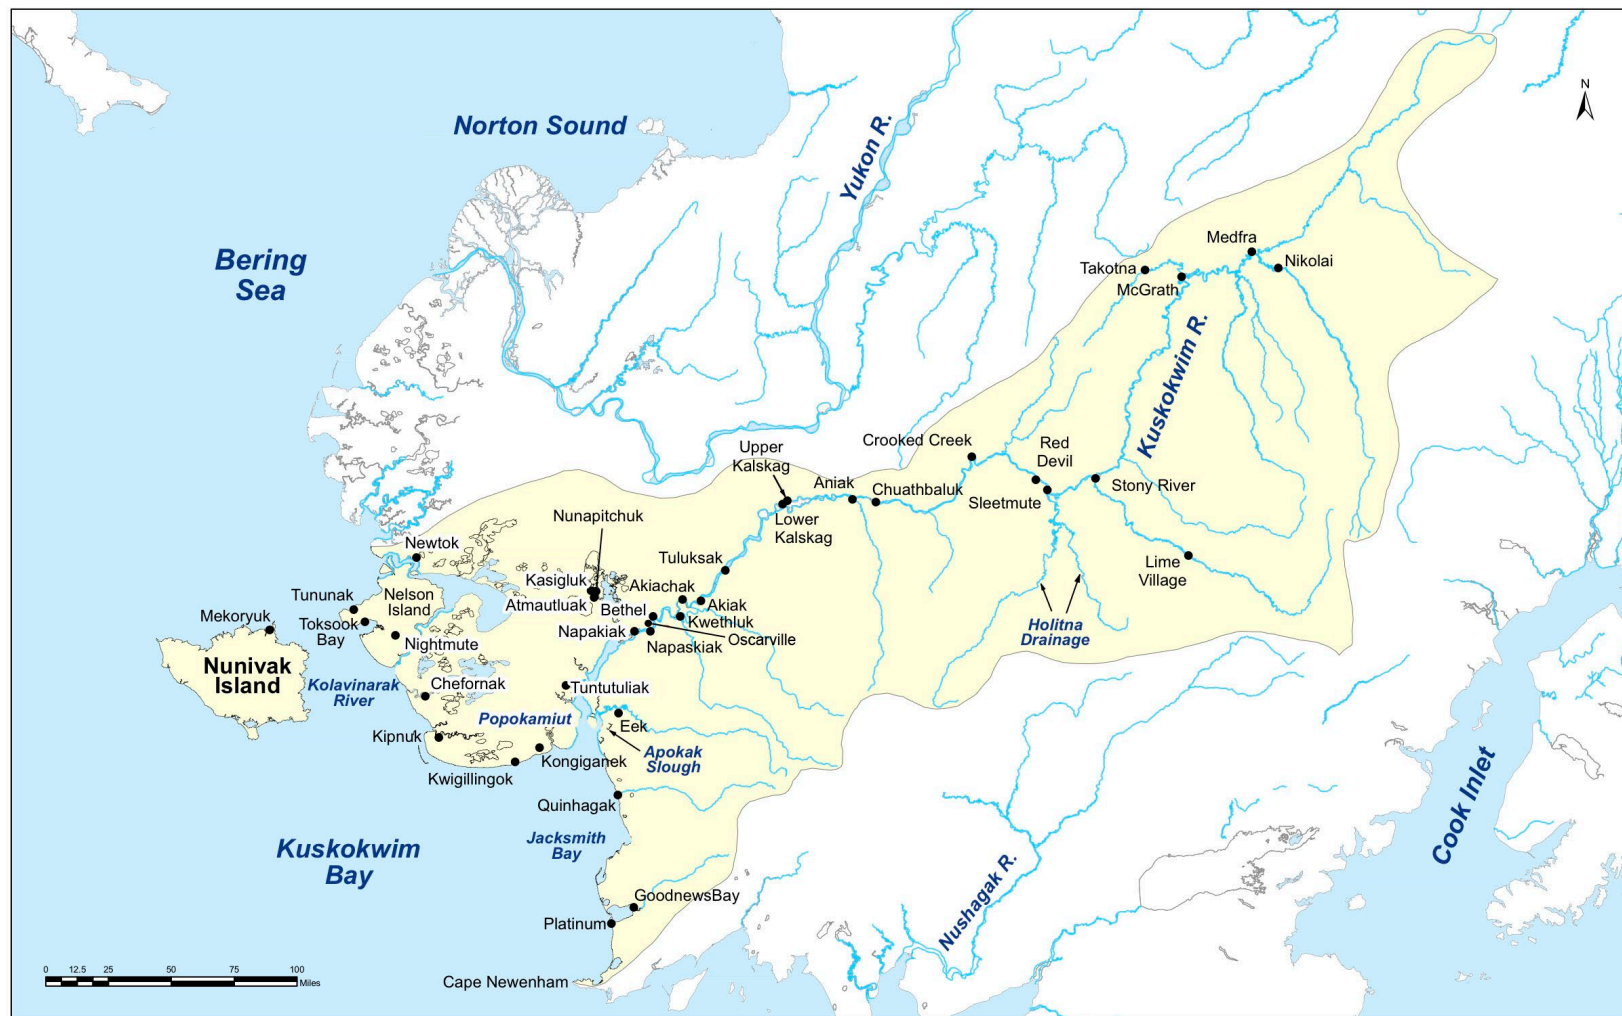 N
Norton Sound
Yukon R.
Bering
Sea
Medfra
Nikolai
Takotna
McGrath
Kuskokwim R.
Crooked Creek
Upper
Kalskag
Red
Devil
Aniak
Chuathbaluk
Stony River
Sleetmute
Lower
Kalskag
Nunapitchuk
Newtok
Tuluksak
Lime
Village
Kasigluk
Akiachak
Nelson
Island
Tununak
Atmautluak
Bethel
Akiak
Mekoryuk
Toksook
Bay
Kwethluk
Holitna
Drainage
Napakiak
Oscarville
Nightmute
Napaskiak
Nunivak
Island
Kolavinarak
River
Chefornak
Tuntutuliak
Popokamiut
Eek
Kipnuk
Apokak
Slough
Kongiganek
Kwigillingok
Quinhagak
Cook Inlet
Jacksmith
Bay
Kuskokwim
Bay
Nushagak R.
GoodnewsBay
Platinum
0 12.5 25 50 75 100
Miles
Cape Newenham